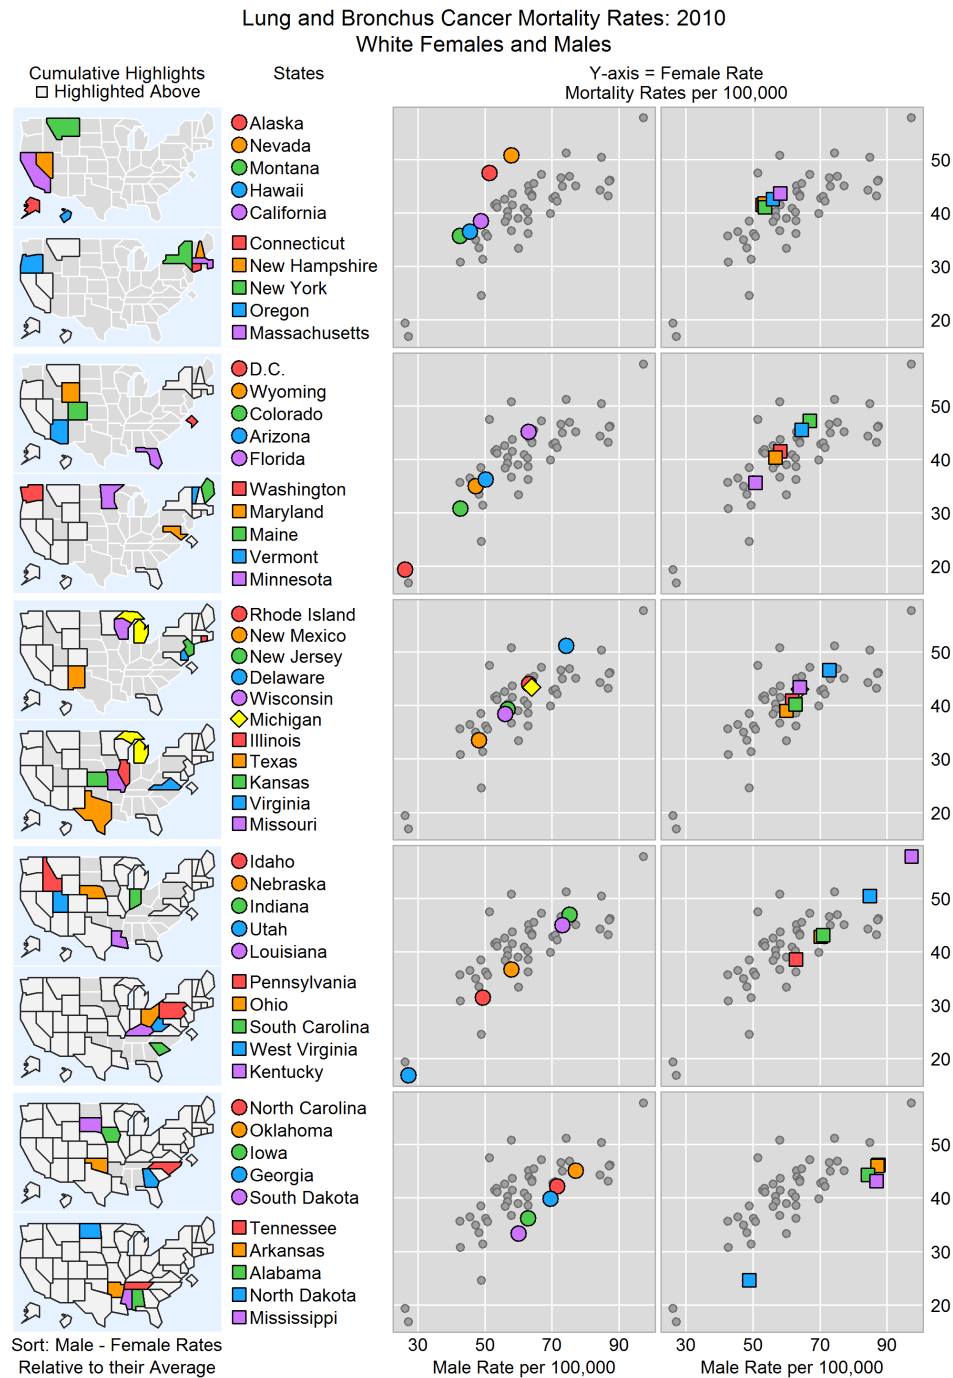 Lung and Bronchus Cancer Mortality Rates: 2010
White Females and Males
Cumulative Highlights
Highlighted Above
States
Y-axis = Female Rate
Mortality Rates per 100,000
Alaska
Nevada
Montana
Hawaii
California
Connecticut
New Hampshire
New York
Oregon
Massachusetts
50
40
30
20
D.C.
Wyoming
Colorado
Arizona
Florida
Washington
Maryland
Maine
Vermont
Minnesota
50
40
30
20
Rhode Island
New Mexico
New Jersey
Delaware
Wisconsin
Michigan
Illinois
Texas
Kansas
Virginia
Missouri
50
40
30
20
Idaho
Nebraska
Indiana
Utah
Louisiana
Pennsylvania
Ohio
South Carolina
West Virginia
Kentucky
50
40
30
20
North Carolina
Oklahoma
Iowa
Georgia
South Dakota
Tennessee
Arkansas
Alabama
North Dakota
Mississippi
50
40
30
20
Sort: Male - Female Rates
Relative to their Average
30 50 70 90
Male Rate per 100,000
30 50 70 90
Male Rate per 100,000